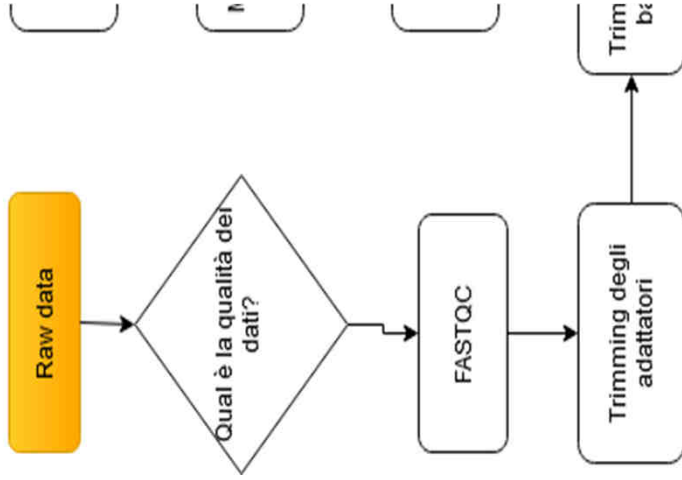 Raw data
Qual è la qualità dei
dati?
FASTQC
Trimming degli
adattatori